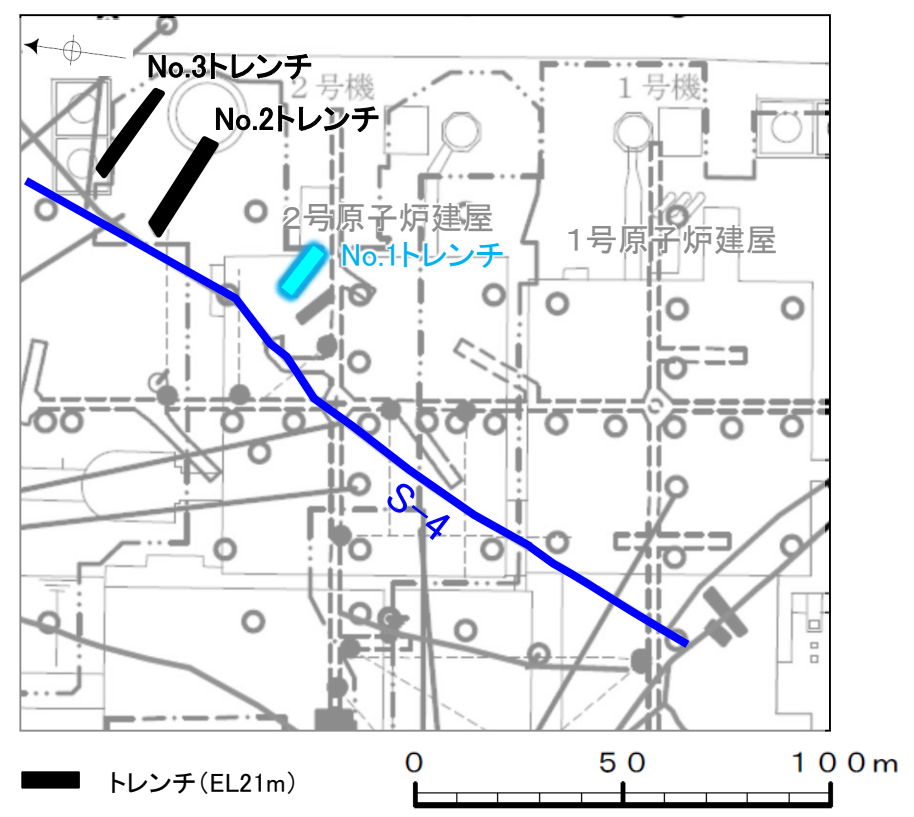 No.3トレンチ
2号機
1号機
No.2トレンチ
2号原子炉建屋
1号原子炉建屋
No.1トレンチ
S-4
トレンチ(EL21m)
0 50 100m